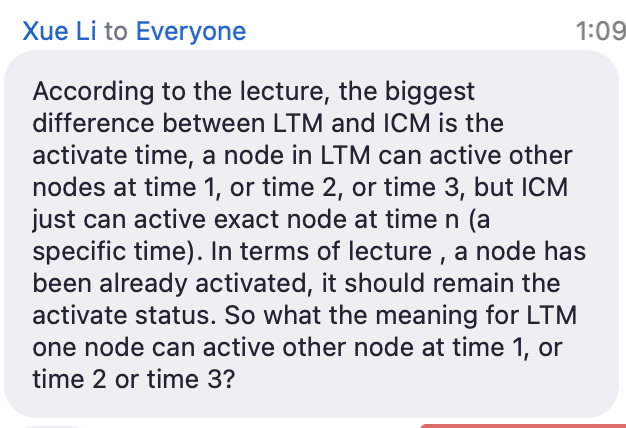 Xue Li to Everyone 1:09
According to the lecture, the biggest
difference between LTM and ICM is the
activate time, a node in LTM can active other
nodes at time 1, or time 2, or time 3, but ICM
just can active exact node at time n (a
specific time). In terms of lecture , a node has
been already activated, it should remain the
activate status. So what the meaning for LTM
one node can active other node at time 1, or
time 2 or time 3?